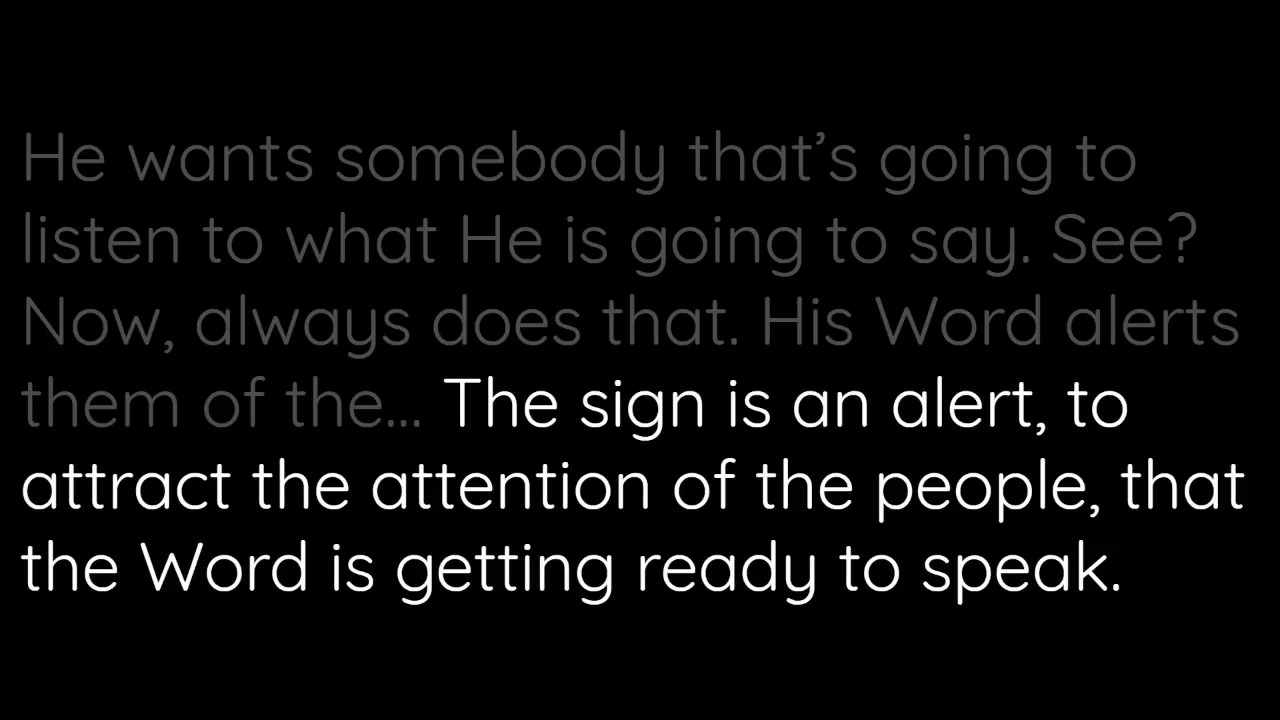 He wants somebody that’s going to
listen to what He is going to say. See?
Now, always does that. His Word alerts
them of the... The sign is an alert, to
attract the attention of the people, that
the Word is getting ready to speak.